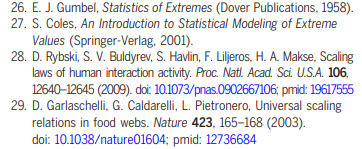 26. E. J. Gumbel, Statistics of Extremes (Dover Publications, 1958).
27. S. Coles, An Introduction to Statistical Modeling of Extreme
Values (Springer-Verlag, 2001).
28. D. Rybski, S. V. Buldyrev, S. Havlin, F. Liljeros, H. A. Makse, Scaling
laws of human interaction activity. Proc. Natl. Acad. Sci. U.S.A. 106,
12640–12645 (2009). doi: 10.1073/pnas.0902667106; pmid: 19617555
29. D. Garlaschelli, G. Caldarelli, L. Pietronero, Universal scaling
relations in food webs. Nature 423, 165–168 (2003).
doi: 10.1038/nature01604; pmid: 12736684